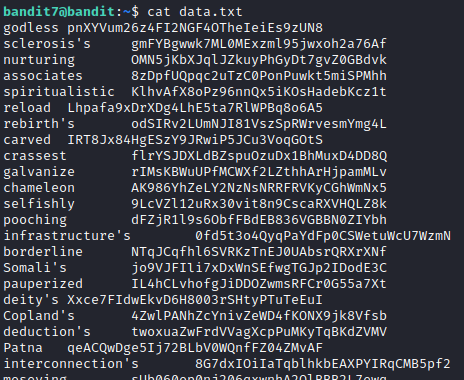 bandit7@bandit:~$ cat data.txt
godless pnXYVum26z4FI2NGF4OTheIeiEs9zUN8
sclerosis's gmFYBgwwk7ML0MExzml95jwxoh2a76Af
nurturing OMN5jKbXJqlJZkuyPhGyDt7gvZ0GBdvk
associates 8zDpfUQpqc2uTzC0PonPuwkt5miSPMhh
spiritualistic KlhvAfX8oPz96nnQx5iKOsHadebKcz1t
reload Lhpafa9xDrXDg4LhE5ta7RlWPBq8o6A5
rebirth's odSIRv2LUmNJI81VszSpRWrvesmYmg4L
carved IRT8Jx84HgESzY9JRwiP5JCu3VoqGOtS
crassest flrYSJDXLdBZspuOzuDx1BhMuxD4DD8Q
galvanize rIMsKBWuUPfMCWXf2LZthhArHjpamMLv
chameleon AK986YhZeLY2NzNsNRRFRVKyCGhWmNx5
selfishly 9LcVZl12uRx30vit8n9CscaRXVHQLZ8k
pooching dFZjR1l9s6ObfFBdEB836VGBBN0ZIYbh
infrastructure's 0fd5t3o4QyqPaYdFp0CSWetuWcU7WzmN
borderline NTqJCqfhl6SVRKzTnEJ0UAbsrQRXrXNf
Somali's jo9VJFIli7xDxWnSEfwgTGJp2IDodE3C
pauperized IL4hCLvhofgJiDDOZwmsRFCr0G55a7Xt
deity's Xxce7FIdwEkvD6H8003rSHtyPTuTeEuI
Copland's 4ZwlPANhZcYnivZeWD4fKONX9jk8Vfsb
deduction's twoxuaZwFrdVVagXcpPuMKyTqBKdZVMV
Patna qeACQwDge5Ij72BLbV0WQnfFZ04ZMvAF
interconnection's 8G7dxIOiIaTqblhkbEAXPYIRqCMB5pf2